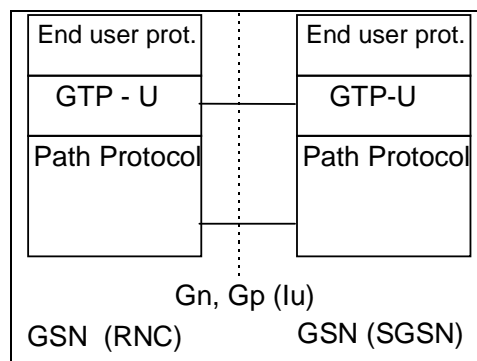 End user prot. End user prot.
GTP - U GTP-U
Path Protocol Path Protocol
Gn, Gp (Iu)
GSN (RNC) GSN (SGSN)